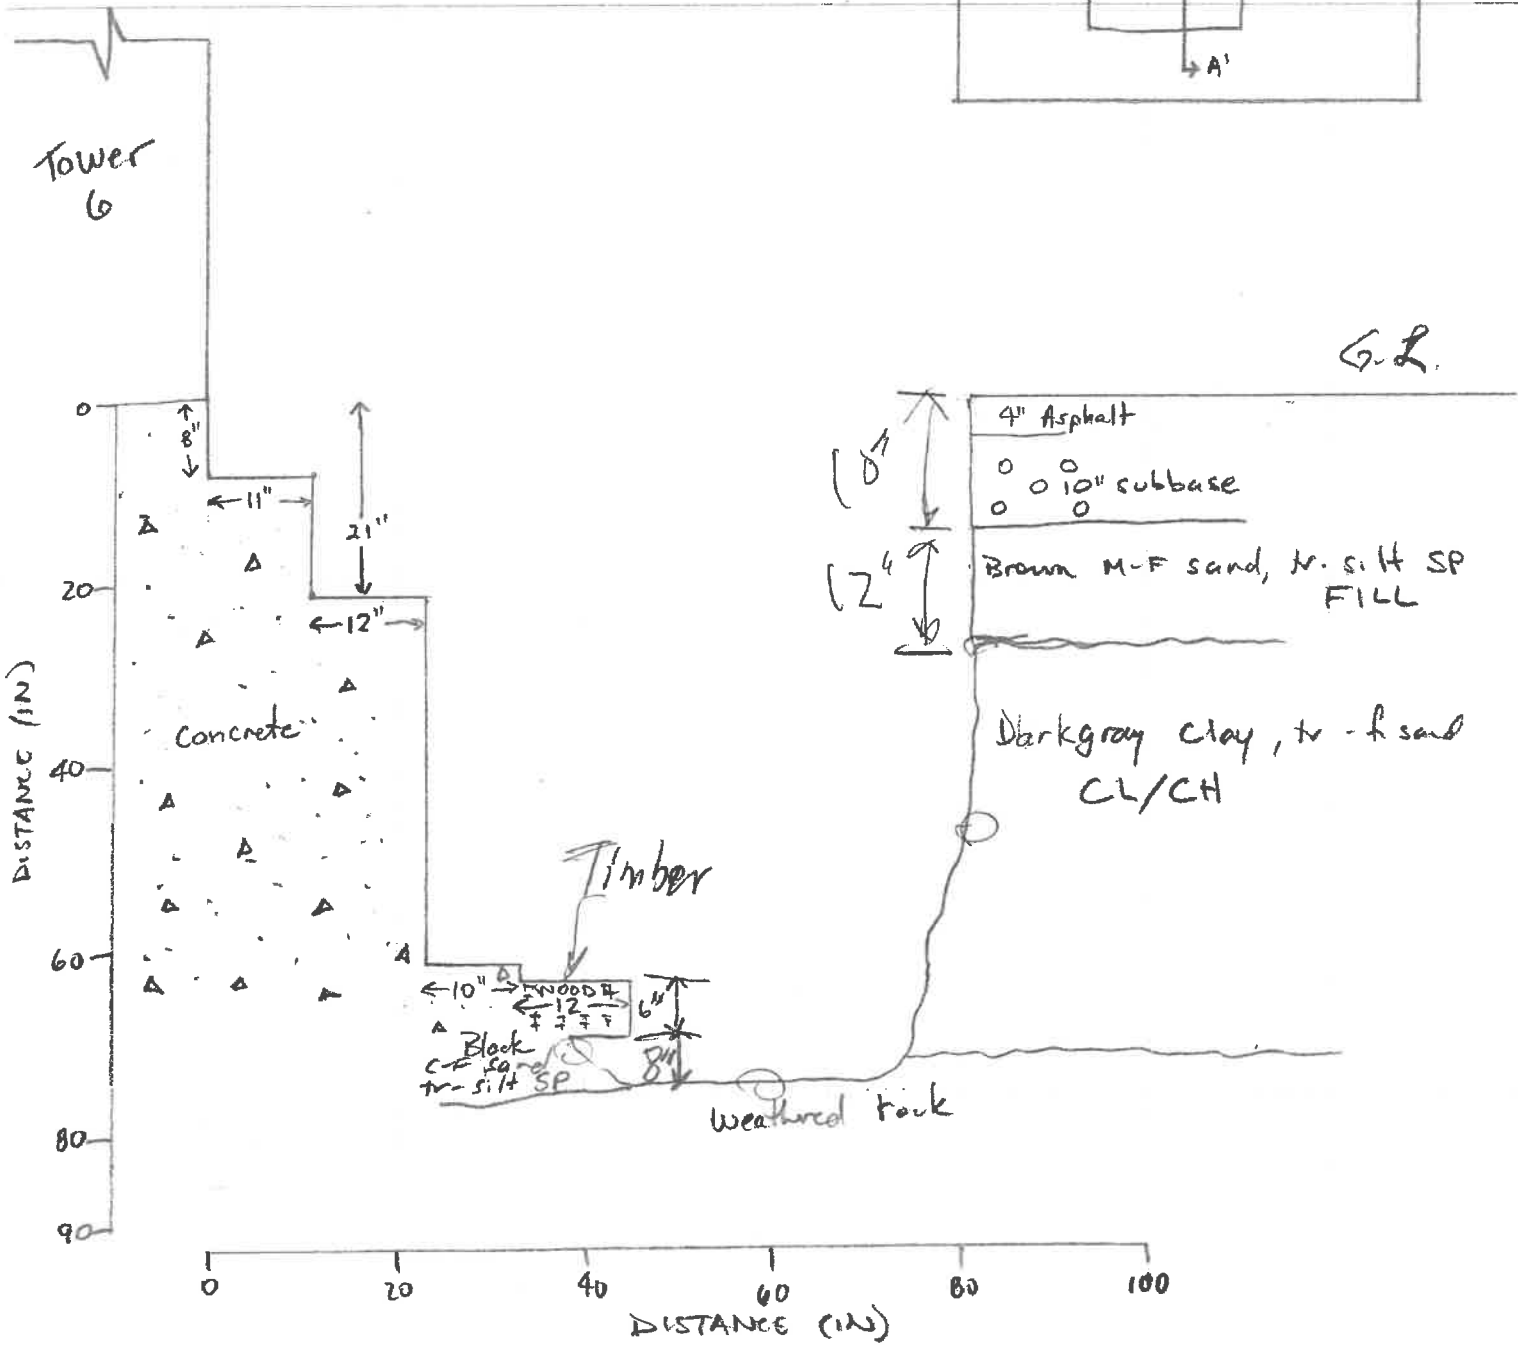 A'
Tower
6
G.L.
0
8"
11"
21"
12"
20
40
60
80
90
DISTANCE (IN)
Concrete
4" Asphalt
10" subbase
10"
12"
Brown M-F sand, tr. silt SP
FILL
Darkgray Clay, tr - f sand
CL/CH
Timber
10"
WOOD
12
6"
8"
Black
c-F sand
tr- silt SP
Weathered rock
0
20
40
60
80
100
DISTANCE (IN)